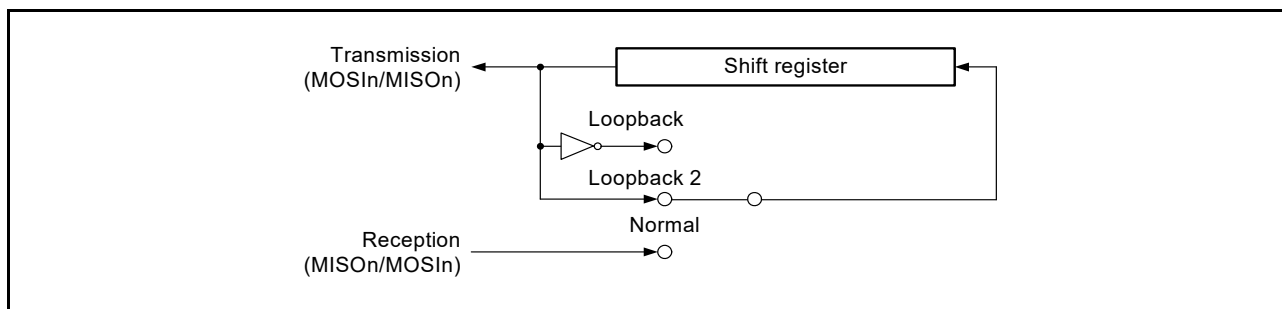 Transmission
(MOSIn/MISOn)
Shift register
Loopback
Loopback 2
Normal
Reception
(MISOn/MOSIn)